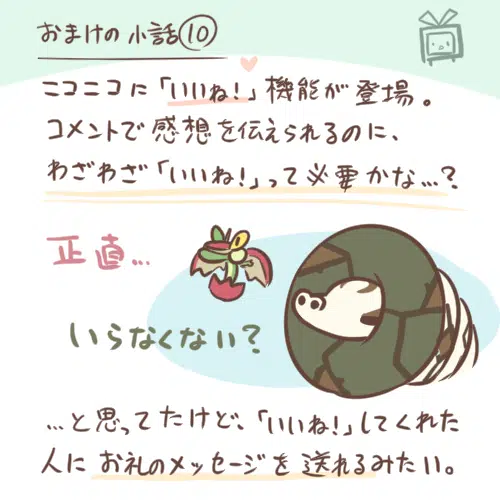 おまけの小話⑩
ニコニコに「いいね!」機能が登場。
コメントで感想を伝えられるのに、
わざわざ「いいね!」って必要かな…?
正直…
いらなくない?
…と思ってたけど、「いいね!」してくれた
人にお礼のメッセージを送れるみたい。